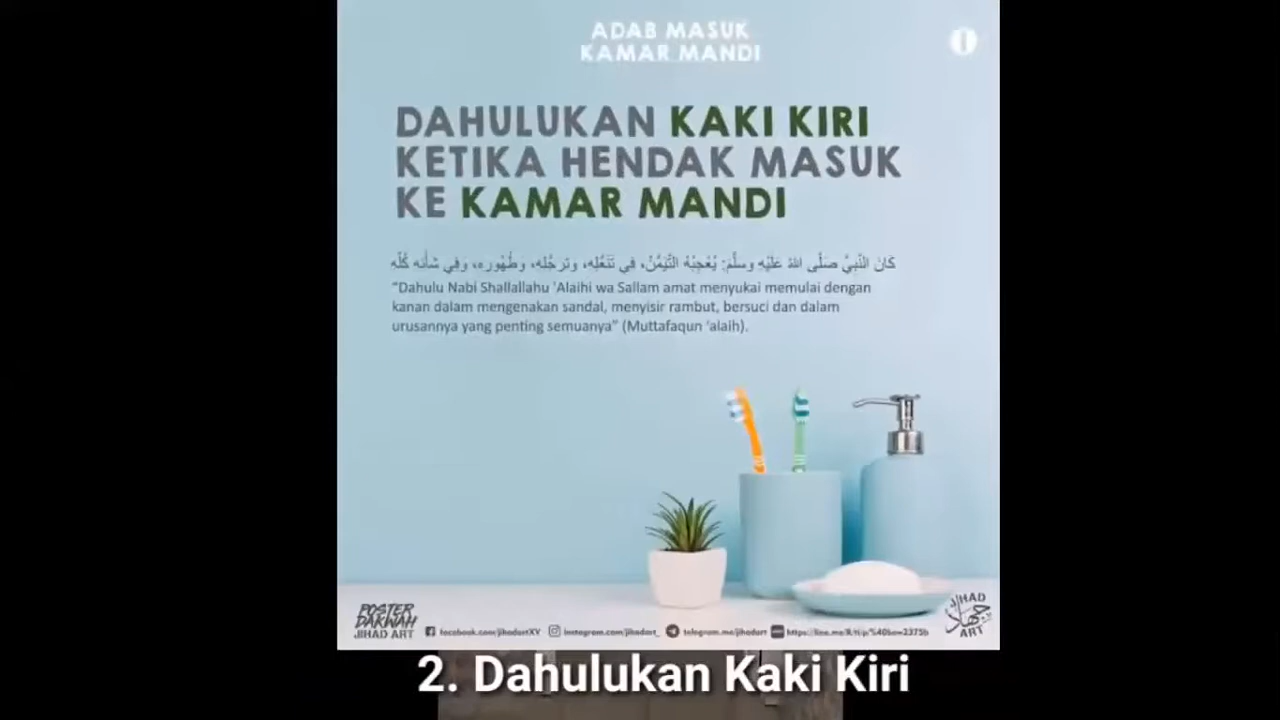 ADAB MASUK
KAMAR MANDI
DAHULUKAN KAKI KIRI
KETIKA HENDAK MASUK
KE KAMAR MANDI
كَانَ النَّبِيُّ صَلَّى اللهُ عَلَيْهِ وسلَّمَ: يُعْجِبُهُ التَّيَمُّنُ، فِي تَنَعُّلِهِ، وترجُّلِه، وَطُهُورِه، وَفِي شَأْنِه كُلِّه
"Dahulu Nabi Shallallahu 'Alaihi wa Sallam amat menyukai memulai dengan
kanan dalam mengenakan sandal, menyisir rambut, bersuci dan dalam
urusannya yang penting semuanya" (Muttafaqun 'alaih).
POSTER
DAKWAH
JIHAD ART
facebook.com/jihadartXV instagram.com/jihadart_ telegram.me/jihadart
JIHAD
جهاد
ART
2. Dahulukan Kaki Kiri